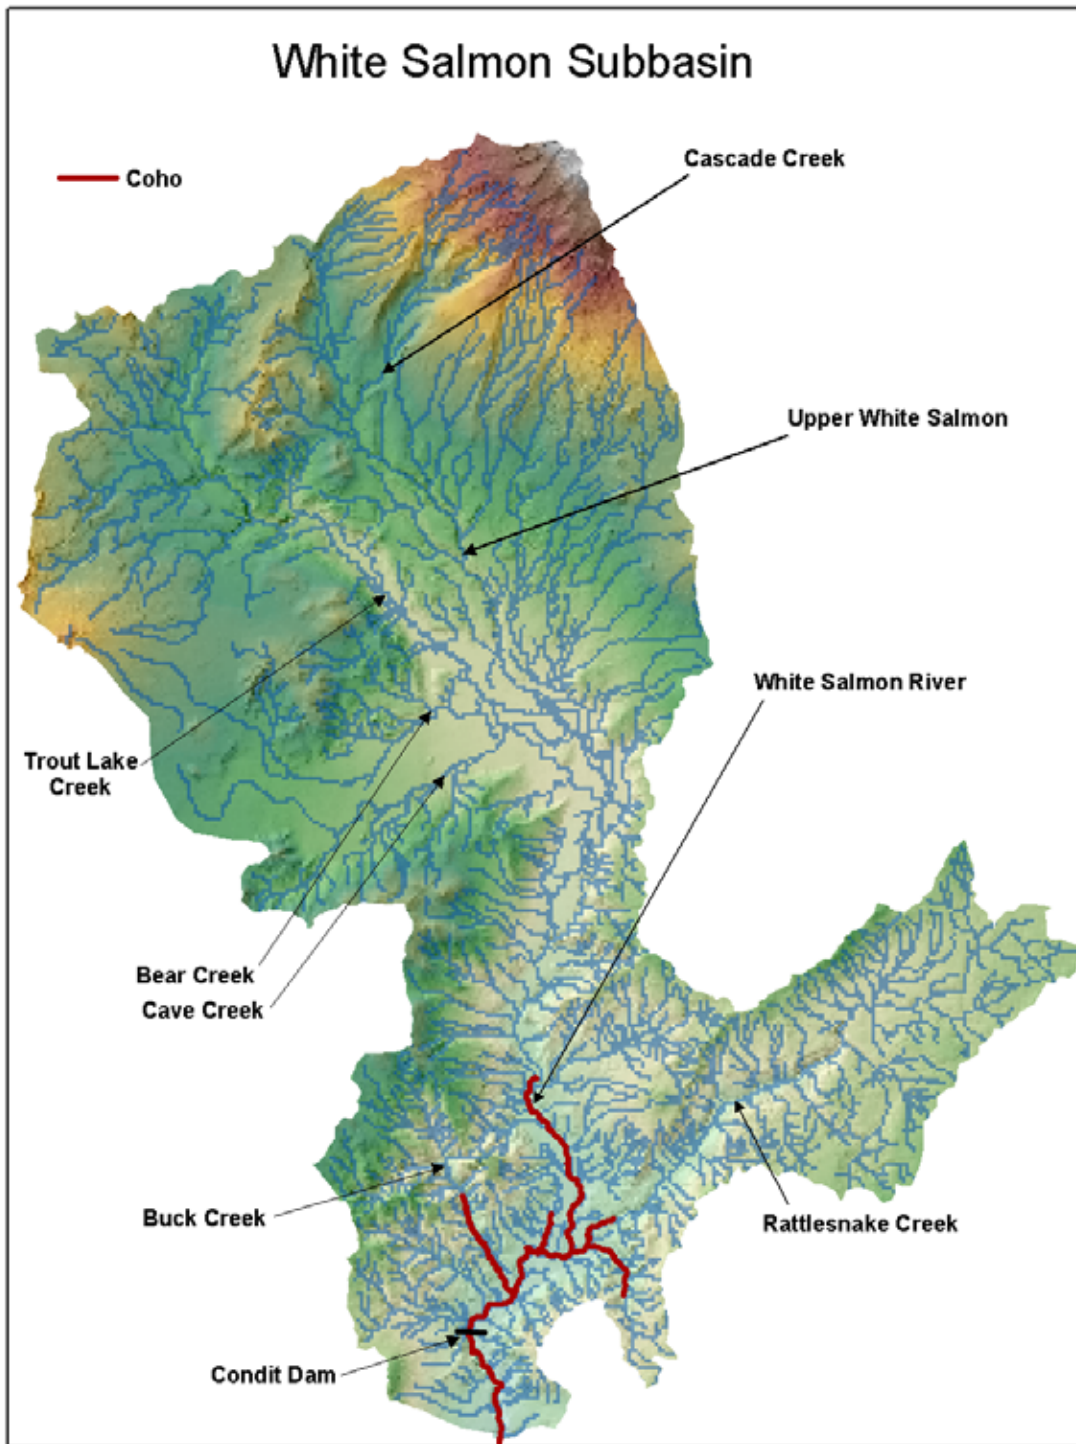 White Salmon Subbasin
Coho
Cascade Creek
Upper White Salmon
White Salmon River
Trout Lake
Creek
Bear Creek
Cave Creek
Buck Creek
Rattlesnake Creek
Condit Dam